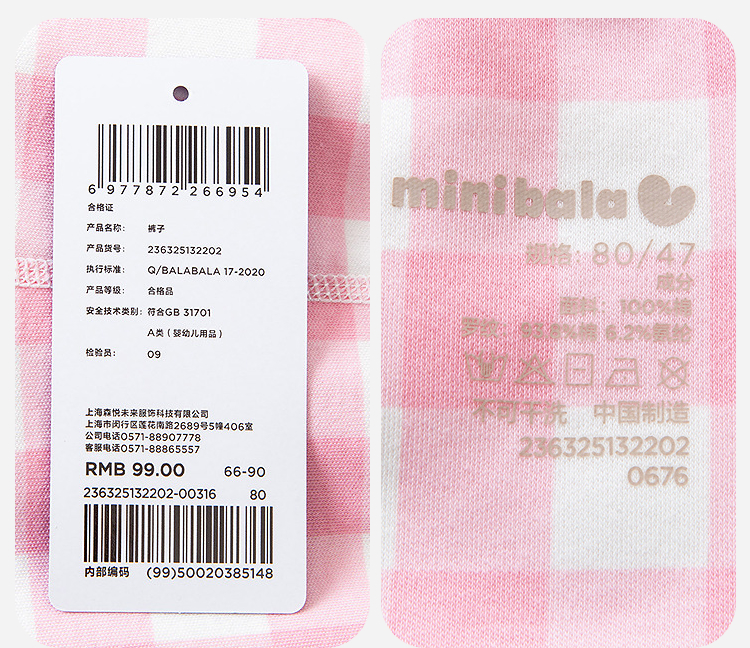 6 977872 266954
合格证
产品名称: 裤子
产品货号: 236325132202
执行标准: Q/BALABALA 17-2020
产品等级: 合格品
安全技术类别: 符合GB 31701
A类 (婴幼儿用品)
检验员: 09
上海森悦未来服饰科技有限公司
上海市闵行区莲花南路2689号5幢406室
公司电话0571-88907778
客服电话0571-88865557
RMB 99.00 66-90
236325132202-00316 80
内部编码 (99)50020385148
minibala
规格: 80/47
成分
面料: 100%棉
罗纹: 93.8%棉 6.2%氨纶
不可干洗 中国制造
236325132202
0676